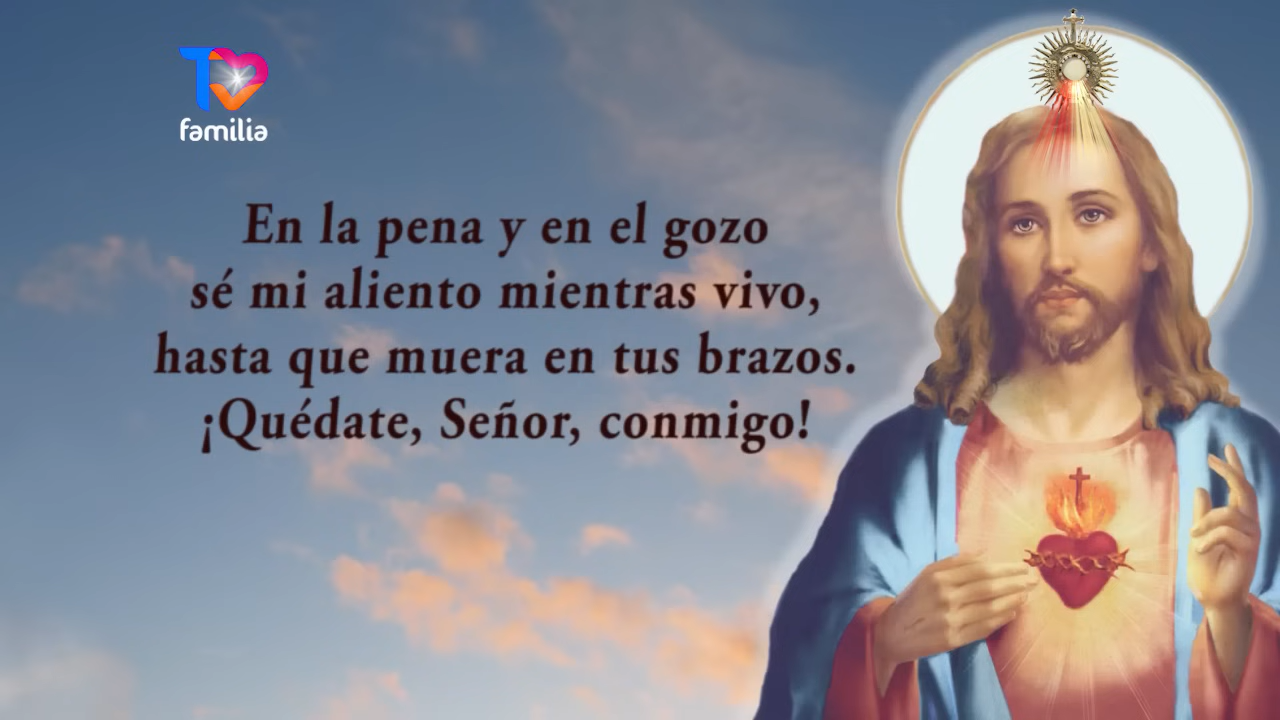 TV
familia
En la pena y en el gozo
sé mi aliento mientras vivo,
hasta que muera en tus brazos.
¡Quédate, Señor, conmigo!